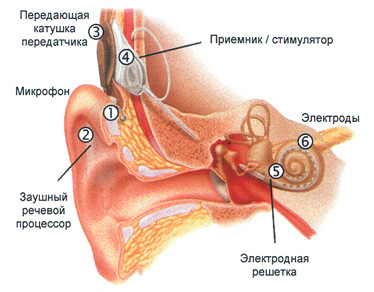 Передающая
катушка
передатчика
3
4
Приемник / стимулятор
Микрофон
1
2
Электроды
6
5
Заушный
речевой
процессор
Электродная
решетка